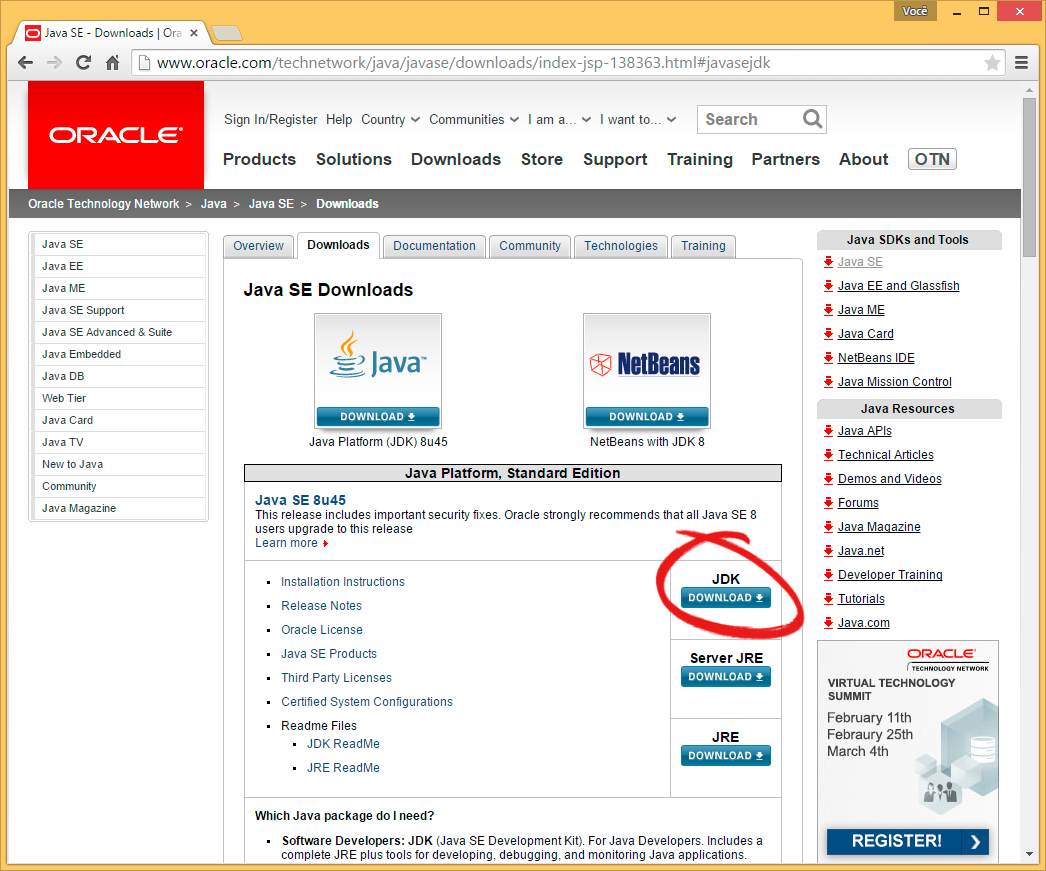 Você
Java SE - Downloads | Ora
www.oracle.com/technetwork/java/javase/downloads/index-jsp-138363.html#javasejdk
ORACLE
Sign In/Register Help Country Communities I am a... I want to... Search
Products Solutions Downloads Store Support Training Partners About OTN
Oracle Technology Network > Java > Java SE > Downloads
Java SE
Java EE
Java ME
Java SE Support
Java SE Advanced & Suite
Java Embedded
Java DB
Web Tier
Java Card
Java TV
New to Java
Community
Java Magazine
Overview Downloads Documentation Community Technologies Training
Java SE Downloads
Java™
DOWNLOAD
Java Platform (JDK) 8u45
NetBeans
DOWNLOAD
NetBeans with JDK 8
Java Platform, Standard Edition
Java SE 8u45
This release includes important security fixes. Oracle strongly recommends that all Java SE 8
users upgrade to this release
Learn more
Installation Instructions
Release Notes
Oracle License
Java SE Products
Third Party Licenses
Certified System Configurations
Readme Files
JDK ReadMe
JRE ReadMe
JDK
DOWNLOAD
Server JRE
DOWNLOAD
JRE
DOWNLOAD
Which Java package do I need?
Software Developers: JDK (Java SE Development Kit). For Java Developers. Includes a
complete JRE plus tools for developing, debugging, and monitoring Java applications.
Java SDKs and Tools
Java SE
Java EE and Glassfish
Java ME
Java Card
NetBeans IDE
Java Mission Control
Java Resources
Java APIs
Technical Articles
Demos and Videos
Forums
Java Magazine
Java.net
Developer Training
Tutorials
Java.com
ORACLE
TECHNOLOGY NETWORK
VIRTUAL TECHNOLOGY
SUMMIT
February 11th
Febraury 25th
March 4th
REGISTER!